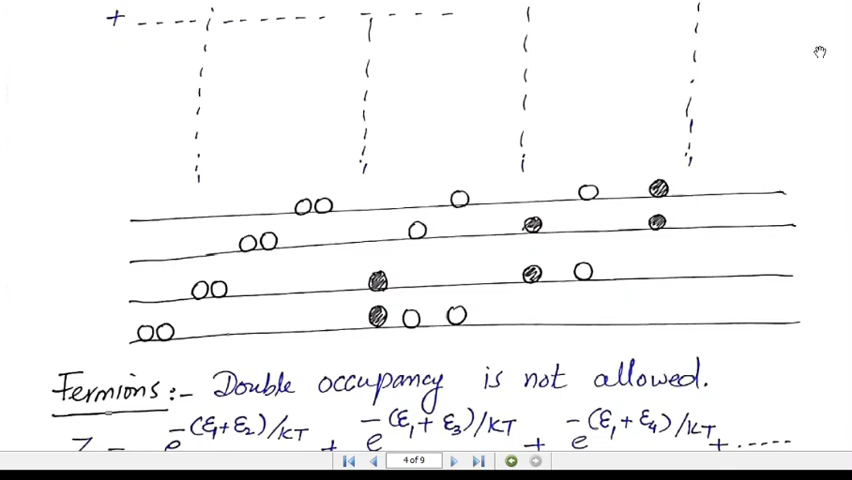 Fermions:- Double occupancy is not allowed.
Z = e^-(ε1+ε2)/KT + e^-(ε1+ε3)/KT + e^-(ε1+ε4)/KT + .....
4 of 9